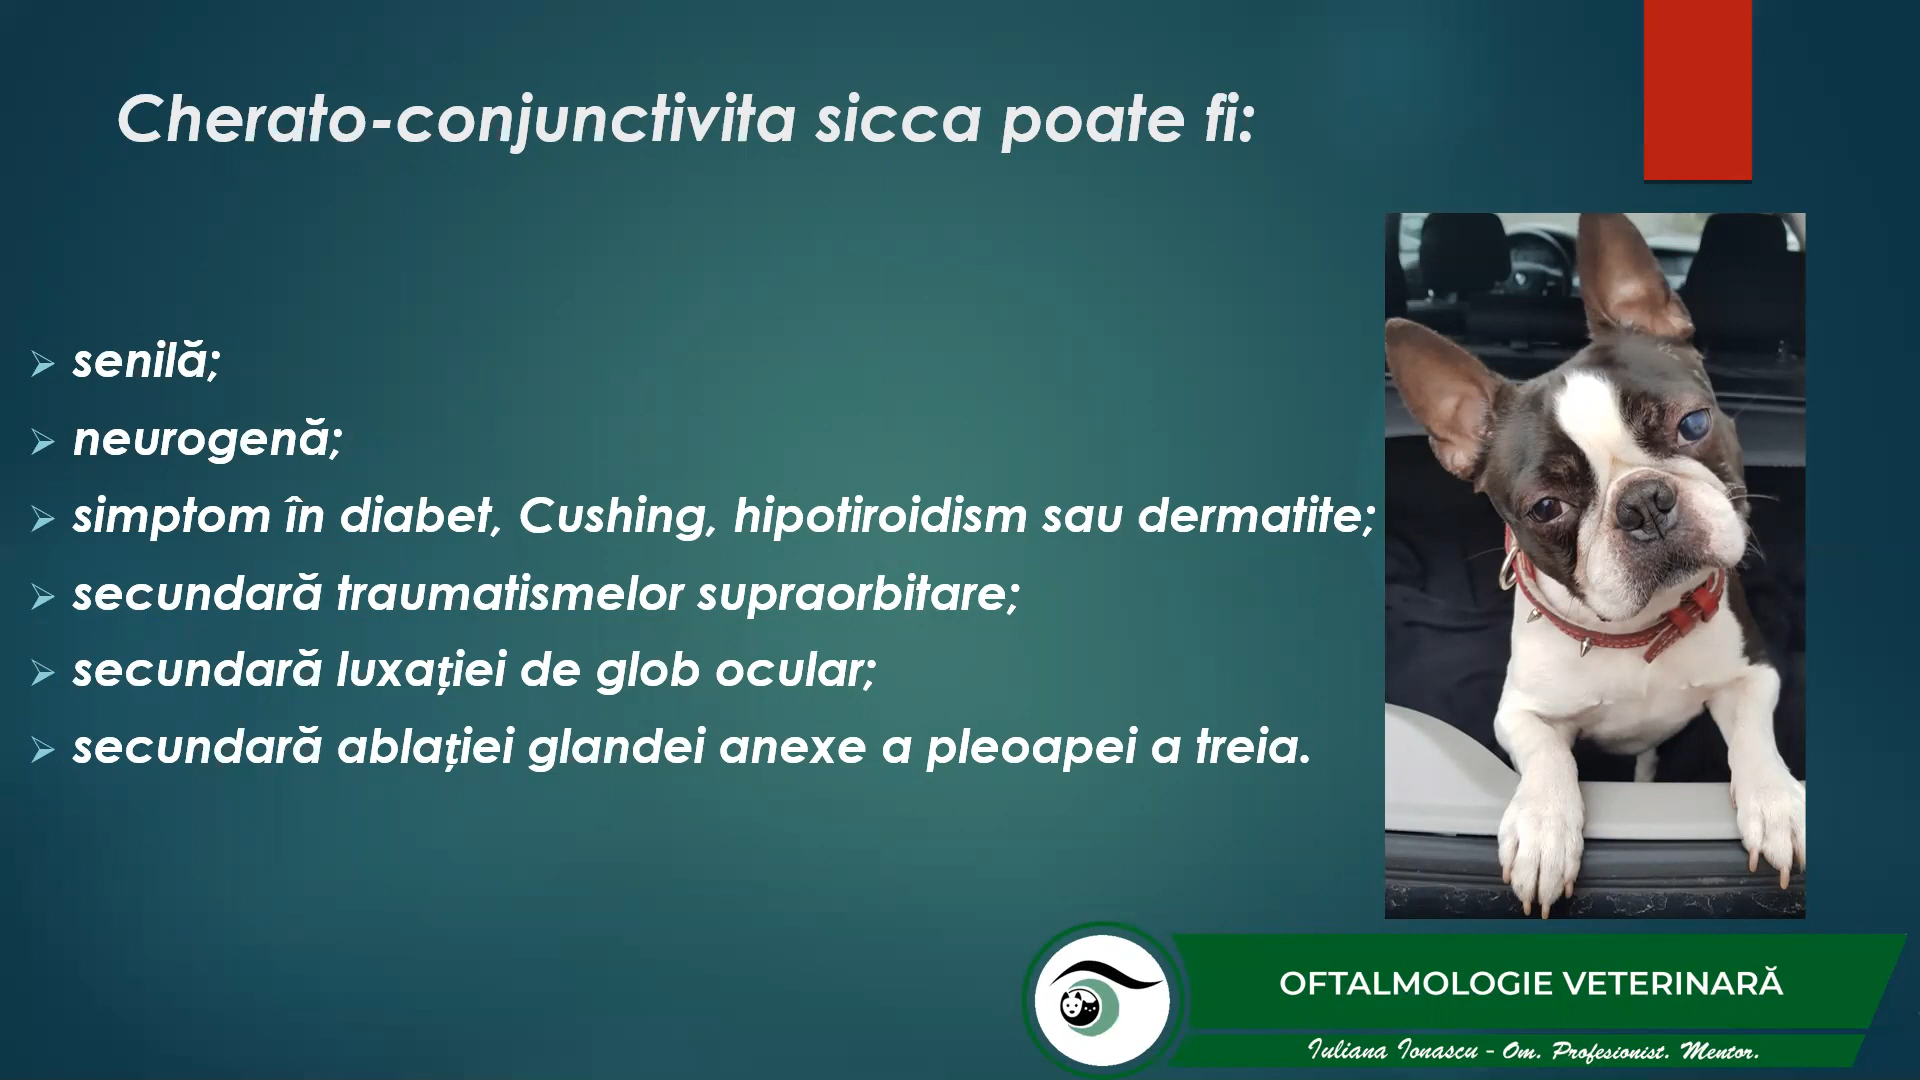 Cherato-conjunctivita sicca poate fi:
senilă;
neurogenă;
simptom în diabet, Cushing, hipotiroidism sau dermatite;
secundară traumatismelor supraorbitare;
secundară luxației de glob ocular;
secundară ablației glandei anexe a pleoapei a treia.
OFTALMOLOGIE VETERINARĂ
Iuliana Ionascu - Om. Profesionist. Mentor.